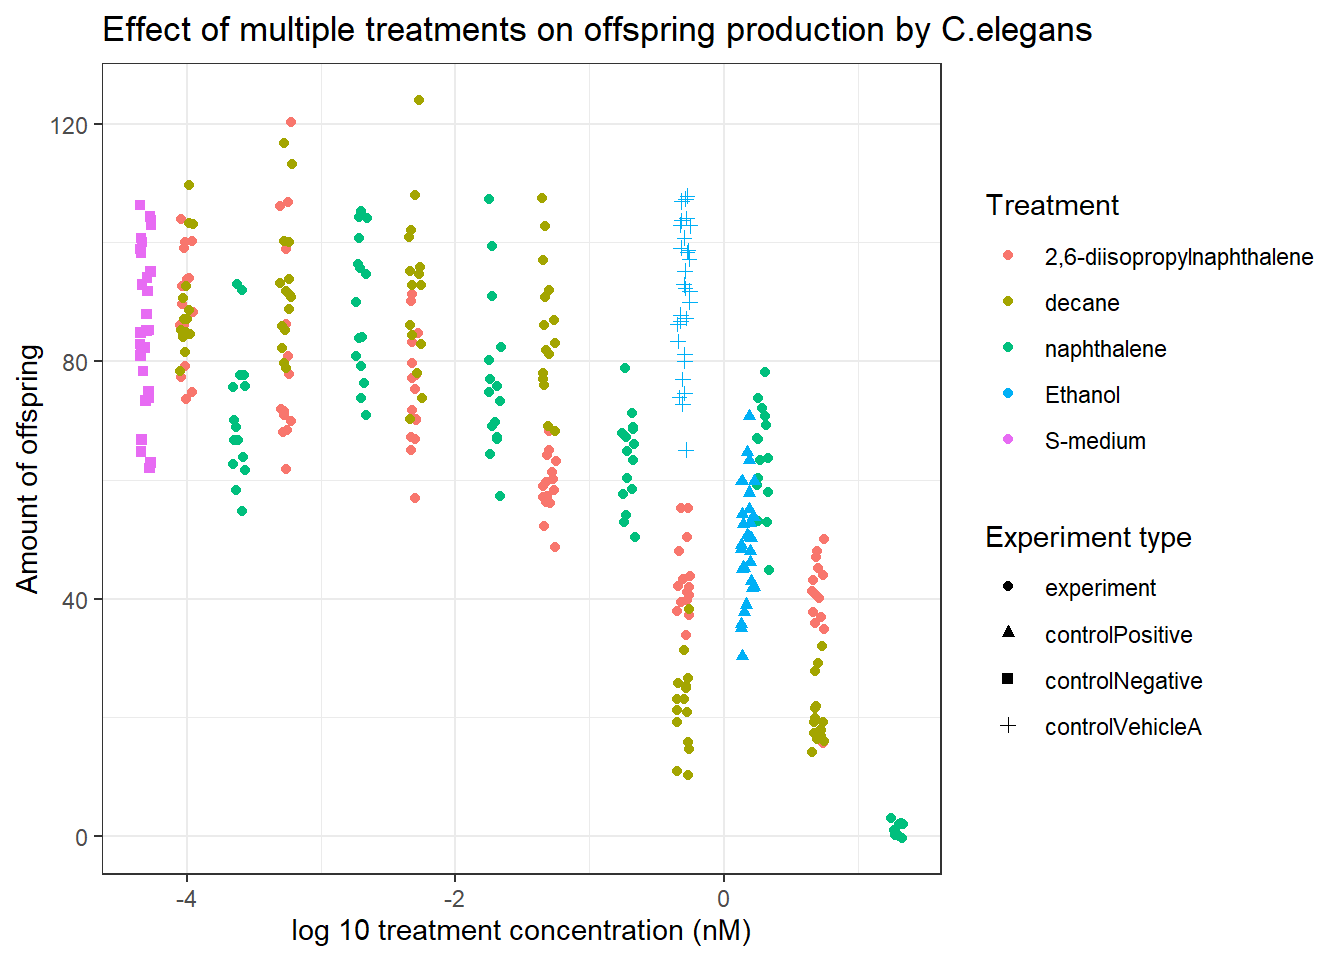 Effect of multiple treatments on offspring production by C.elegans
120
80
40
0
Amount of offspring
-4
-2
0
log 10 treatment concentration (nM)
Treatment
2,6-diisopropylnaphthalene
decane
naphthalene
Ethanol
S-medium
Experiment type
experiment
controlPositive
controlNegative
controlVehicleA